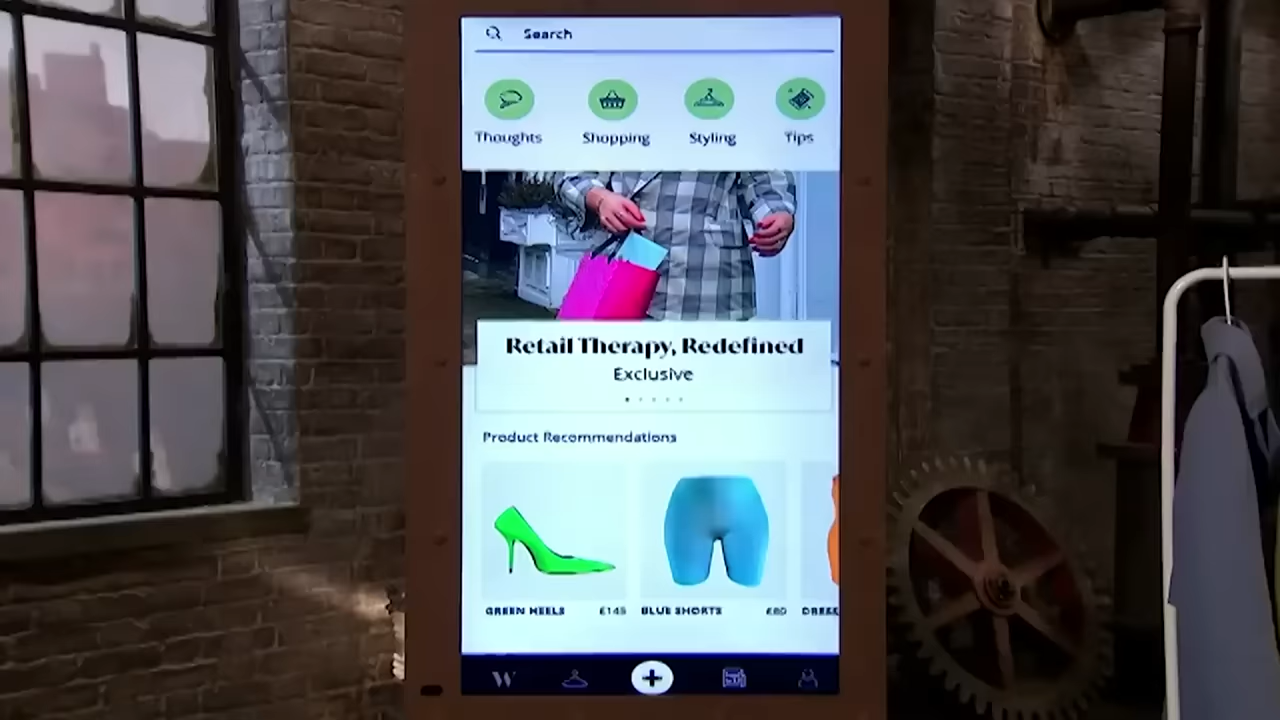 Search
Thoughts Shopping Styling Tips
Retail Therapy, Redefined
Exclusive
Product Recommendations
GREEN HEELS £145 BLUE SHORTS £80
W